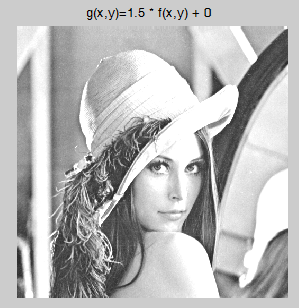 g(x,y)=1.5 * f(x,y) + 0